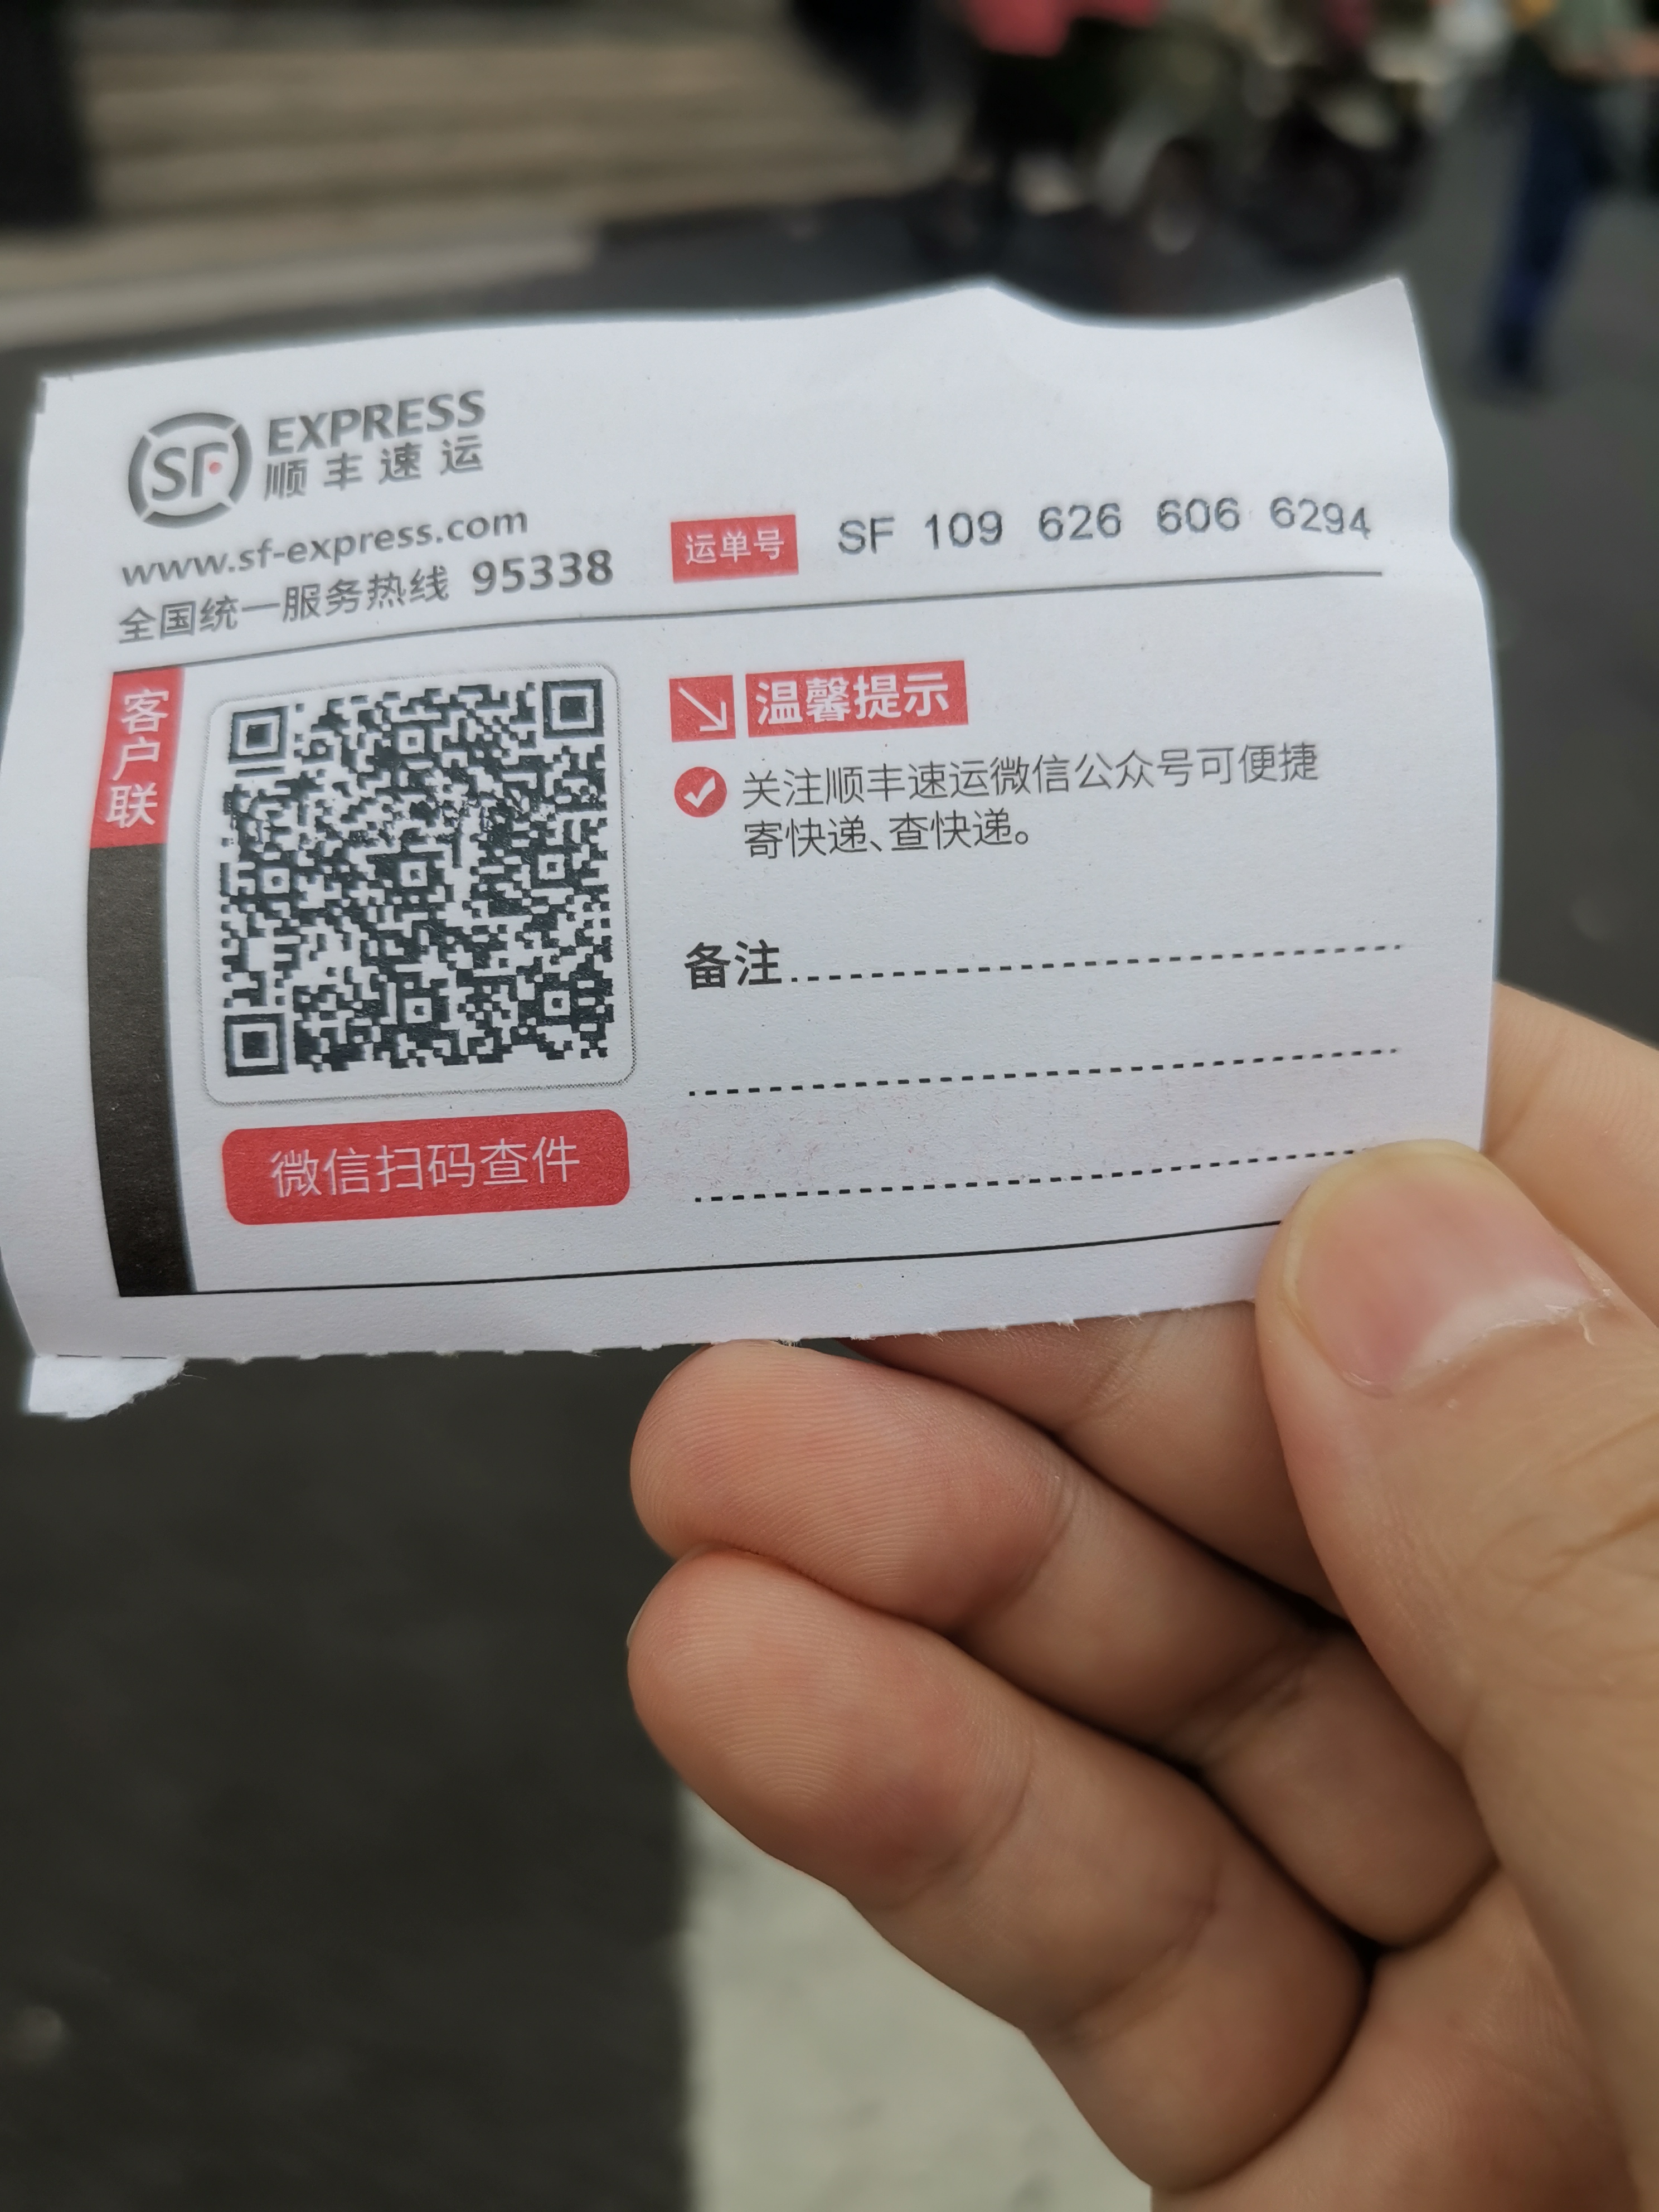 SF EXPRESS
顺丰速运
www.sf-express.com
全国统一服务热线 95338
运单号 SF 109 626 606 6294
客户联
温馨提示
关注顺丰速运微信公众号可便捷
寄快递、查快递。
备注
微信扫码查件